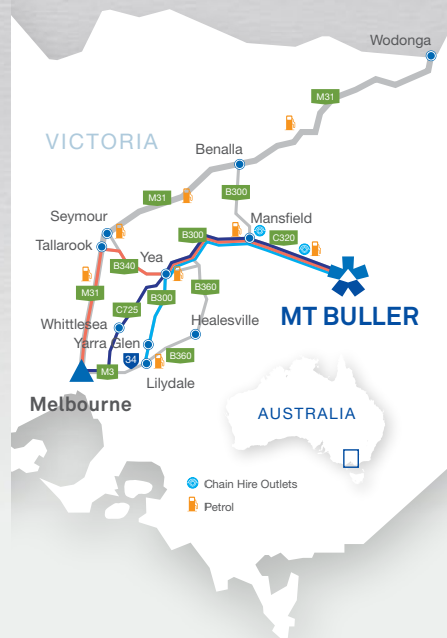 Wodonga
M31
VICTORIA
Benalla
M31
B300
Seymour
Mansfield
Tallarook
B300
C320
Yea
B340
M31
B300
C725
B360
MT BULLER
Whittlesea
Healesville
Yarra Glen
34
B360
M3
Lilydale
Melbourne
AUSTRALIA
Chain Hire Outlets
Petrol